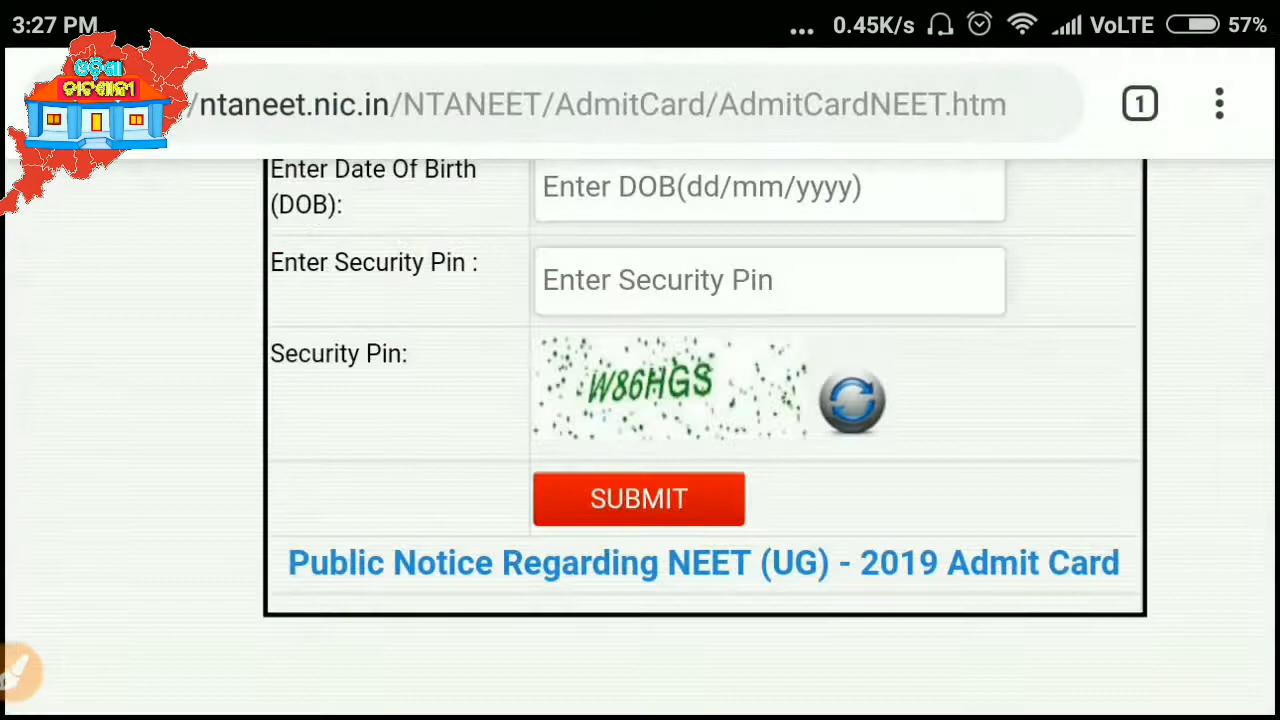 3:27 PM ... 0.45K/s VoLTE 57%
ଓଡ଼ିଶା
ଚାଟଶାଳୀ
/ntaneet.nic.in/NTANEET/AdmitCard/AdmitCardNEET.htm 1
Enter Date Of Birth
(DOB):
Enter DOB(dd/mm/yyyy)
Enter Security Pin :
Enter Security Pin
Security Pin:
W86HGS
SUBMIT
Public Notice Regarding NEET (UG) - 2019 Admit Card